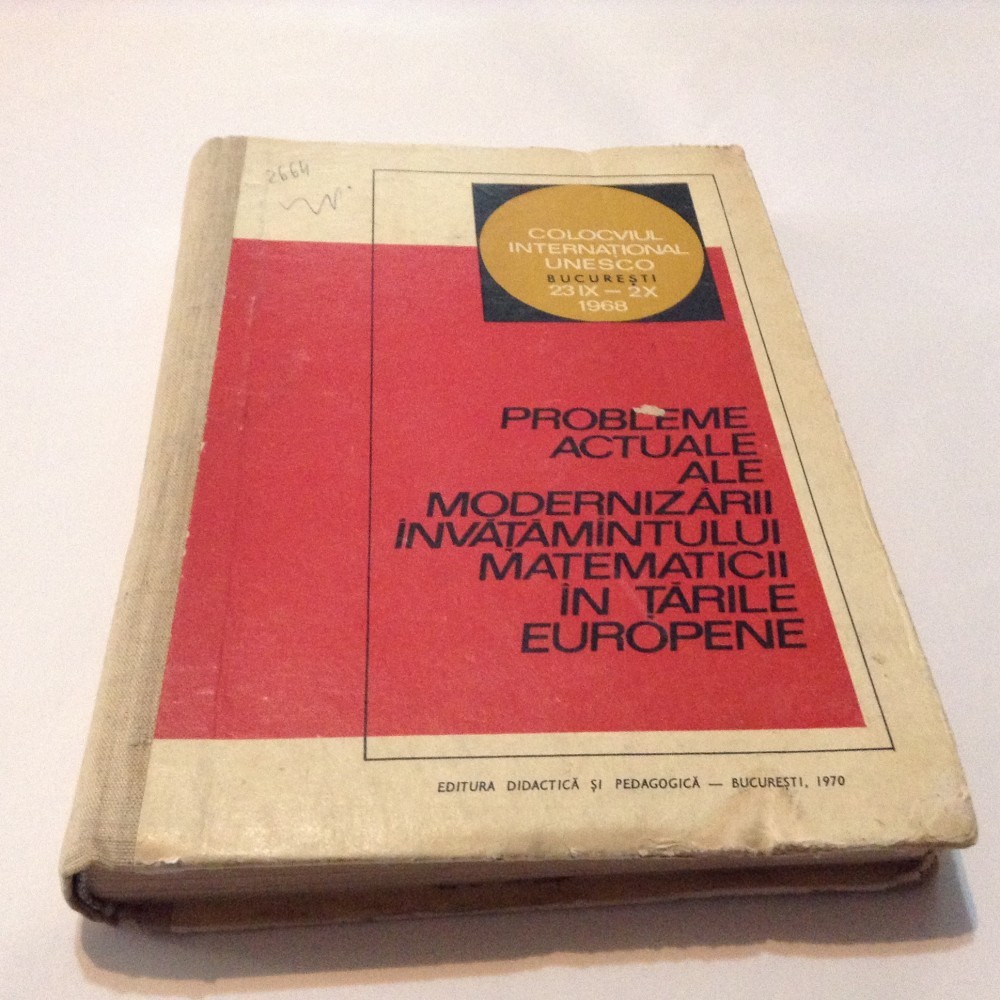 2664
COLOCVIUL
INTERNAȚIONAL
UNESCO
BUCUREȘTI
23 IX – 2 X
1968
PROBLEME
ACTUALE
ALE
MODERNIZĂRII
ÎNVĂȚĂMÎNTULUI
MATEMATICII
ÎN ȚĂRILE
EUROPENE
EDITURA DIDACTICĂ ȘI PEDAGOGICĂ — BUCUREȘTI, 1970